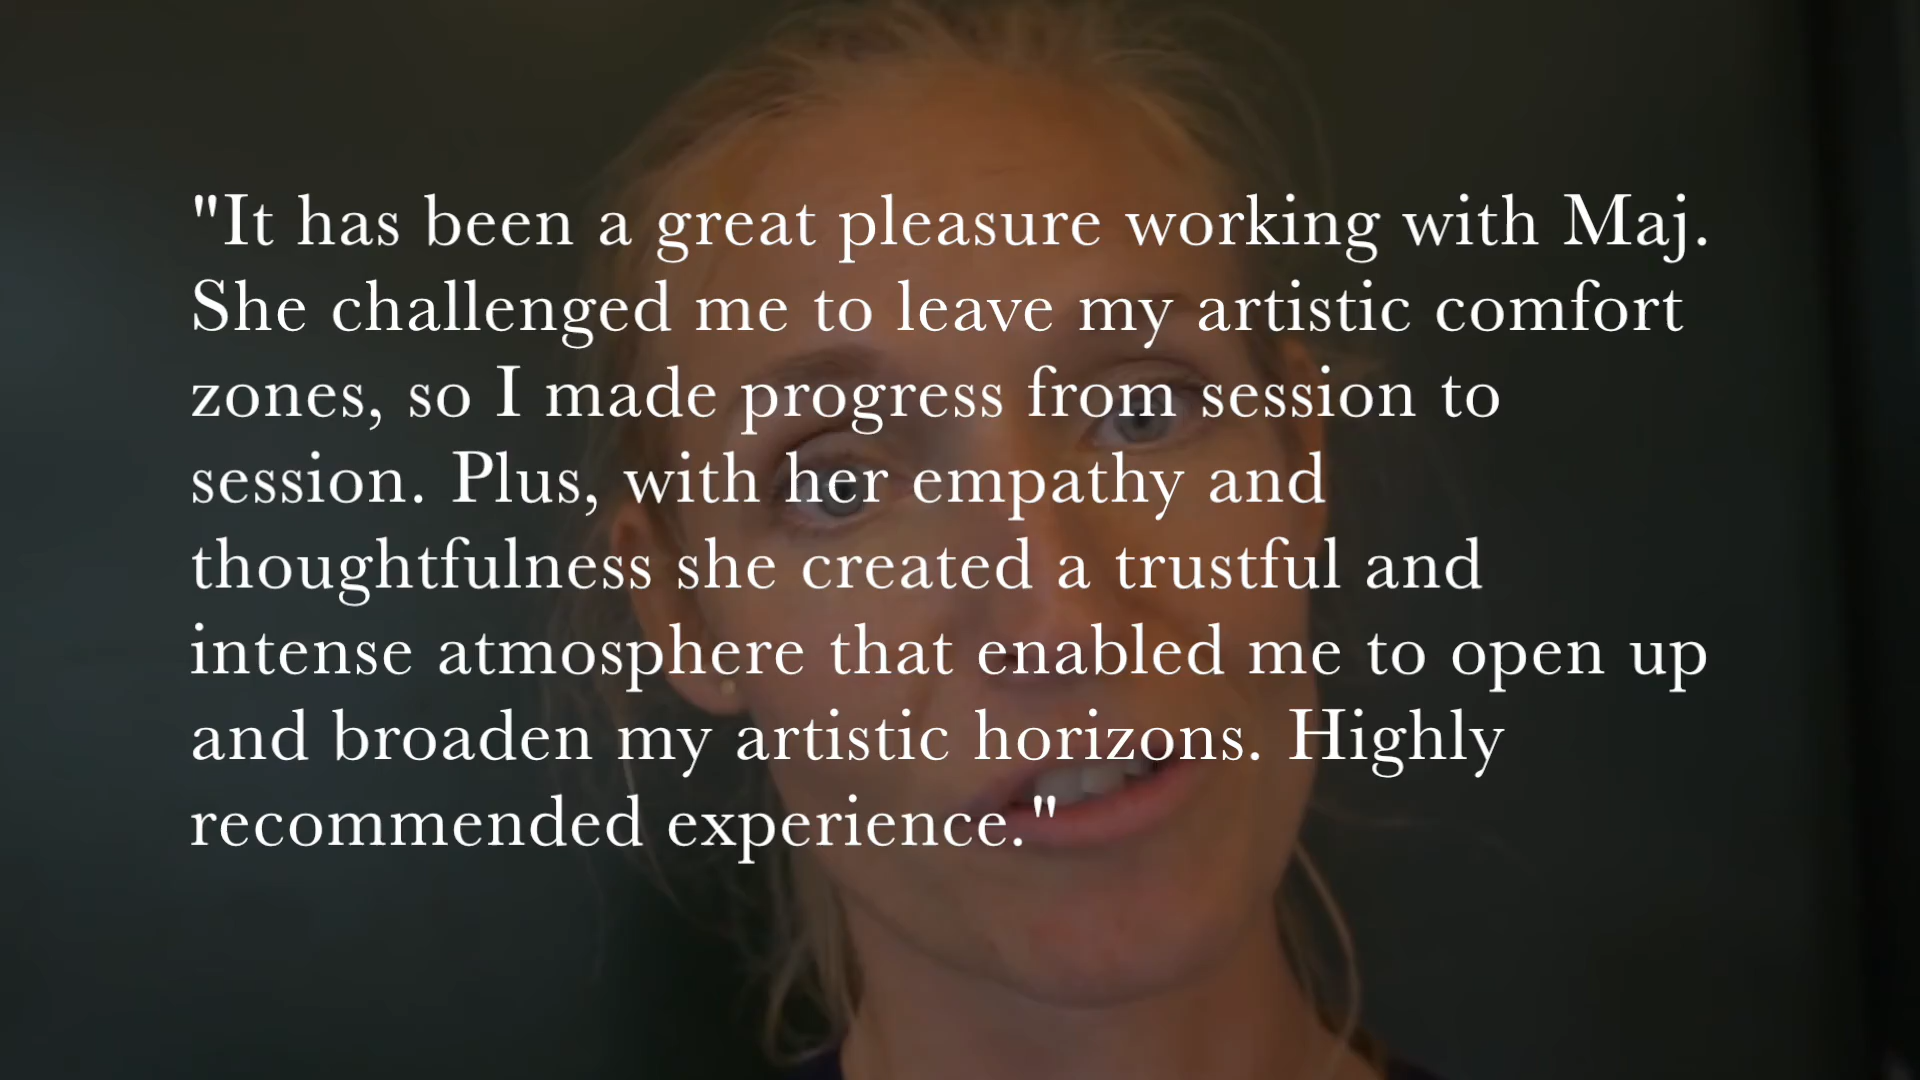 "It has been a great pleasure working with Maj.
She challenged me to leave my artistic comfort
zones, so I made progress from session to
session. Plus, with her empathy and
thoughtfulness she created a trustful and
intense atmosphere that enabled me to open up
and broaden my artistic horizons. Highly
recommended experience."